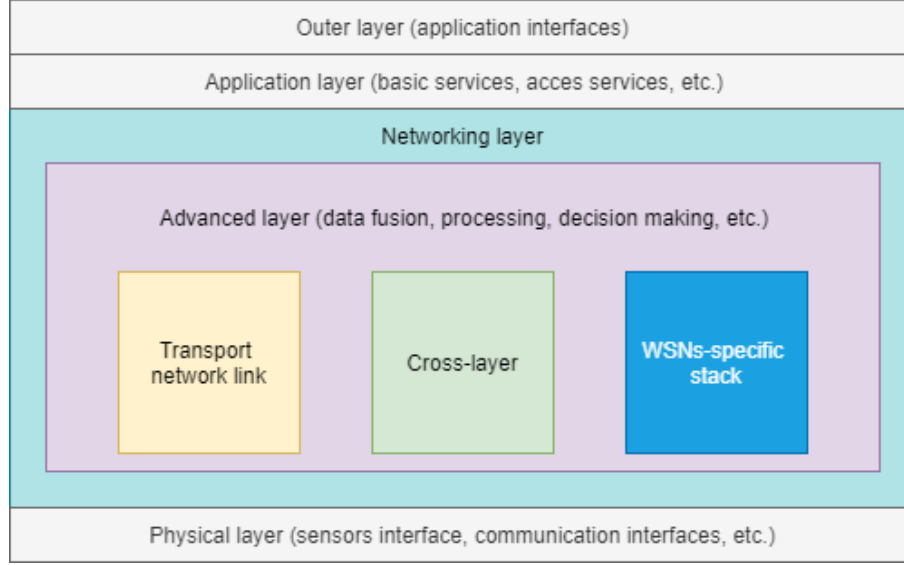 Outer layer (application interfaces)
Application layer (basic services, acces services, etc.)
Networking layer
Advanced layer (data fusion, processing, decision making, etc.)
Transport
network link
Cross-layer
WSNs-specific
stack
Physical layer (sensors interface, communication interfaces, etc.)